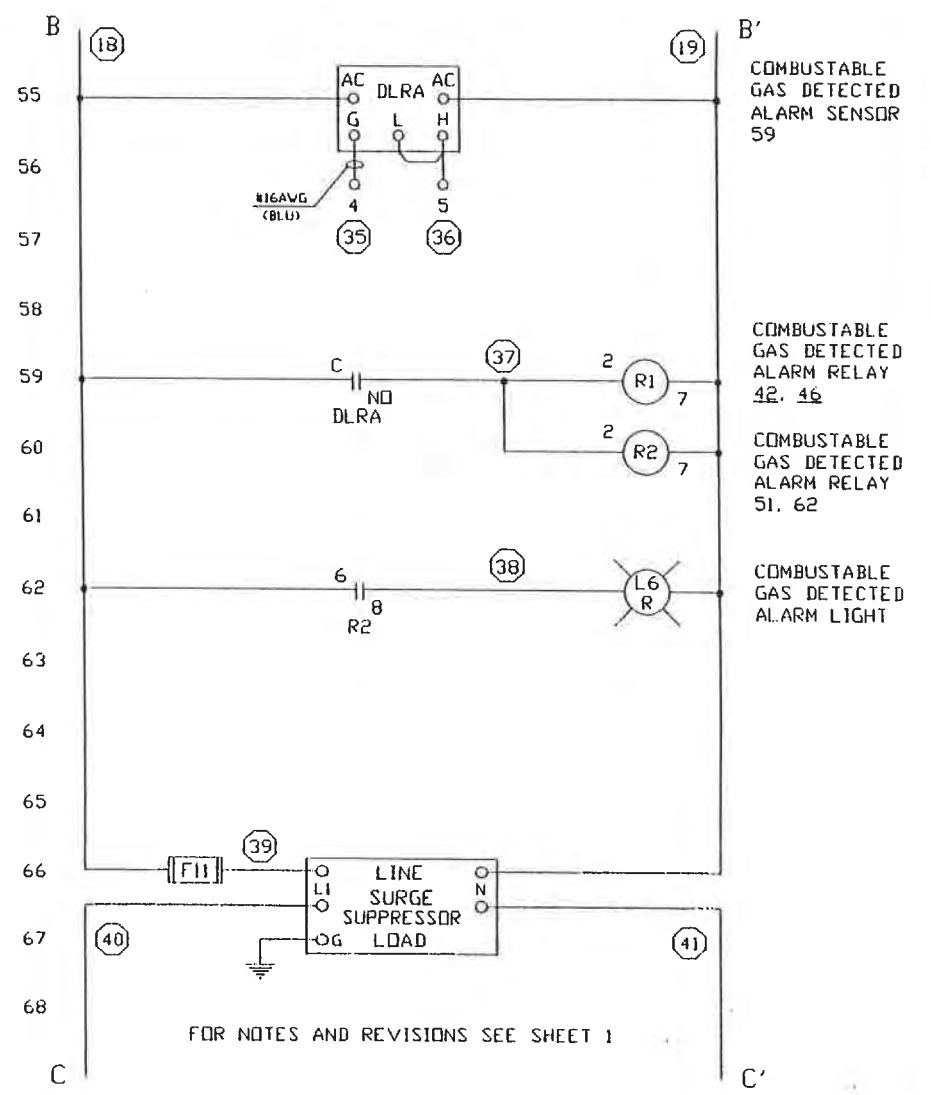 B
B'
18
19
AC
AC
DLRA
COMBUSTABLE
GAS DETECTED
ALARM SENSOR
59
55
G
L
H
56
#16AWG
(BLU)
4
5
57
35
36
58
COMBUSTABLE
GAS DETECTED
ALARM RELAY
42, 46
59
C
NO
DLRA
37
2
R1
7
60
2
R2
7
COMBUSTABLE
GAS DETECTED
ALARM RELAY
51, 62
61
62
6
8
R2
38
L6
R
COMBUSTABLE
GAS DETECTED
ALARM LIGHT
63
64
65
66
F11
39
LINE
L1
N
SURGE
SUPPRESSOR
67
40
G
LOAD
41
68
FOR NOTES AND REVISIONS SEE SHEET 1
C
C'